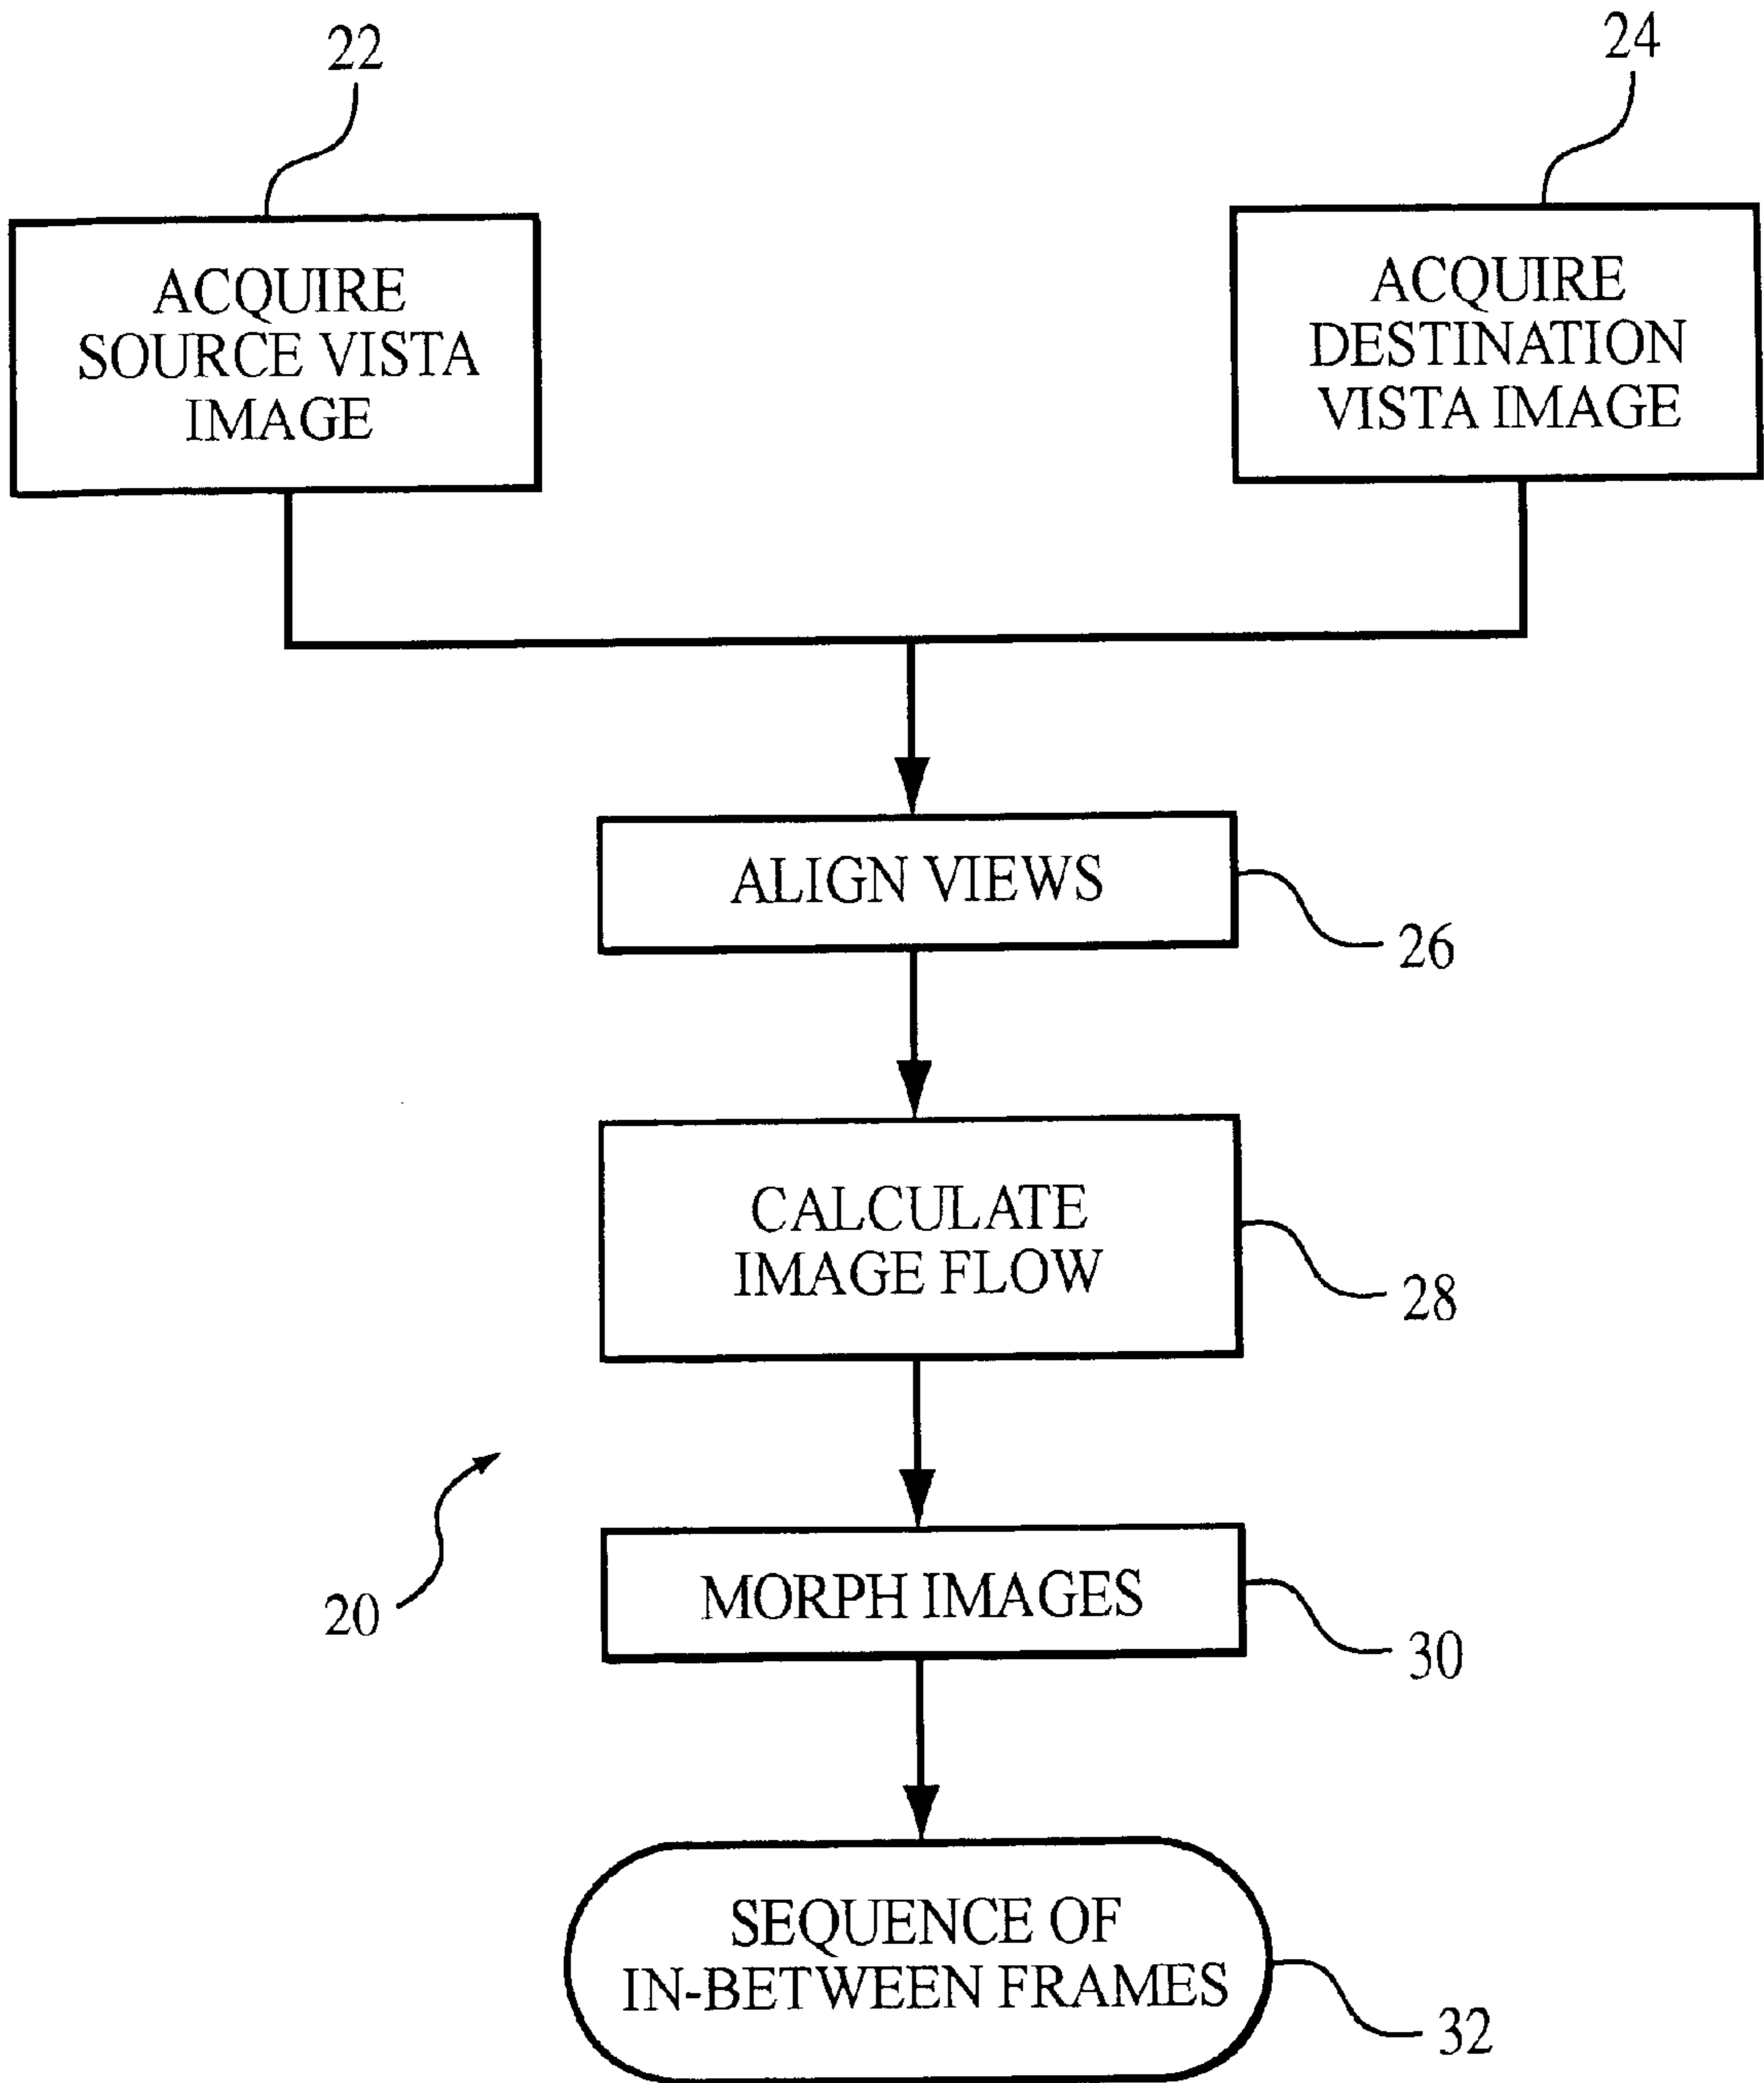 22
24
ACQUIRE
SOURCE VISTA
IMAGE
ACQUIRE
DESTINATION
VISTA IMAGE
ALIGN VIEWS
26
CALCULATE
IMAGE FLOW
28
20
MORPH IMAGES
30
SEQUENCE OF
IN-BETWEEN FRAMES
32